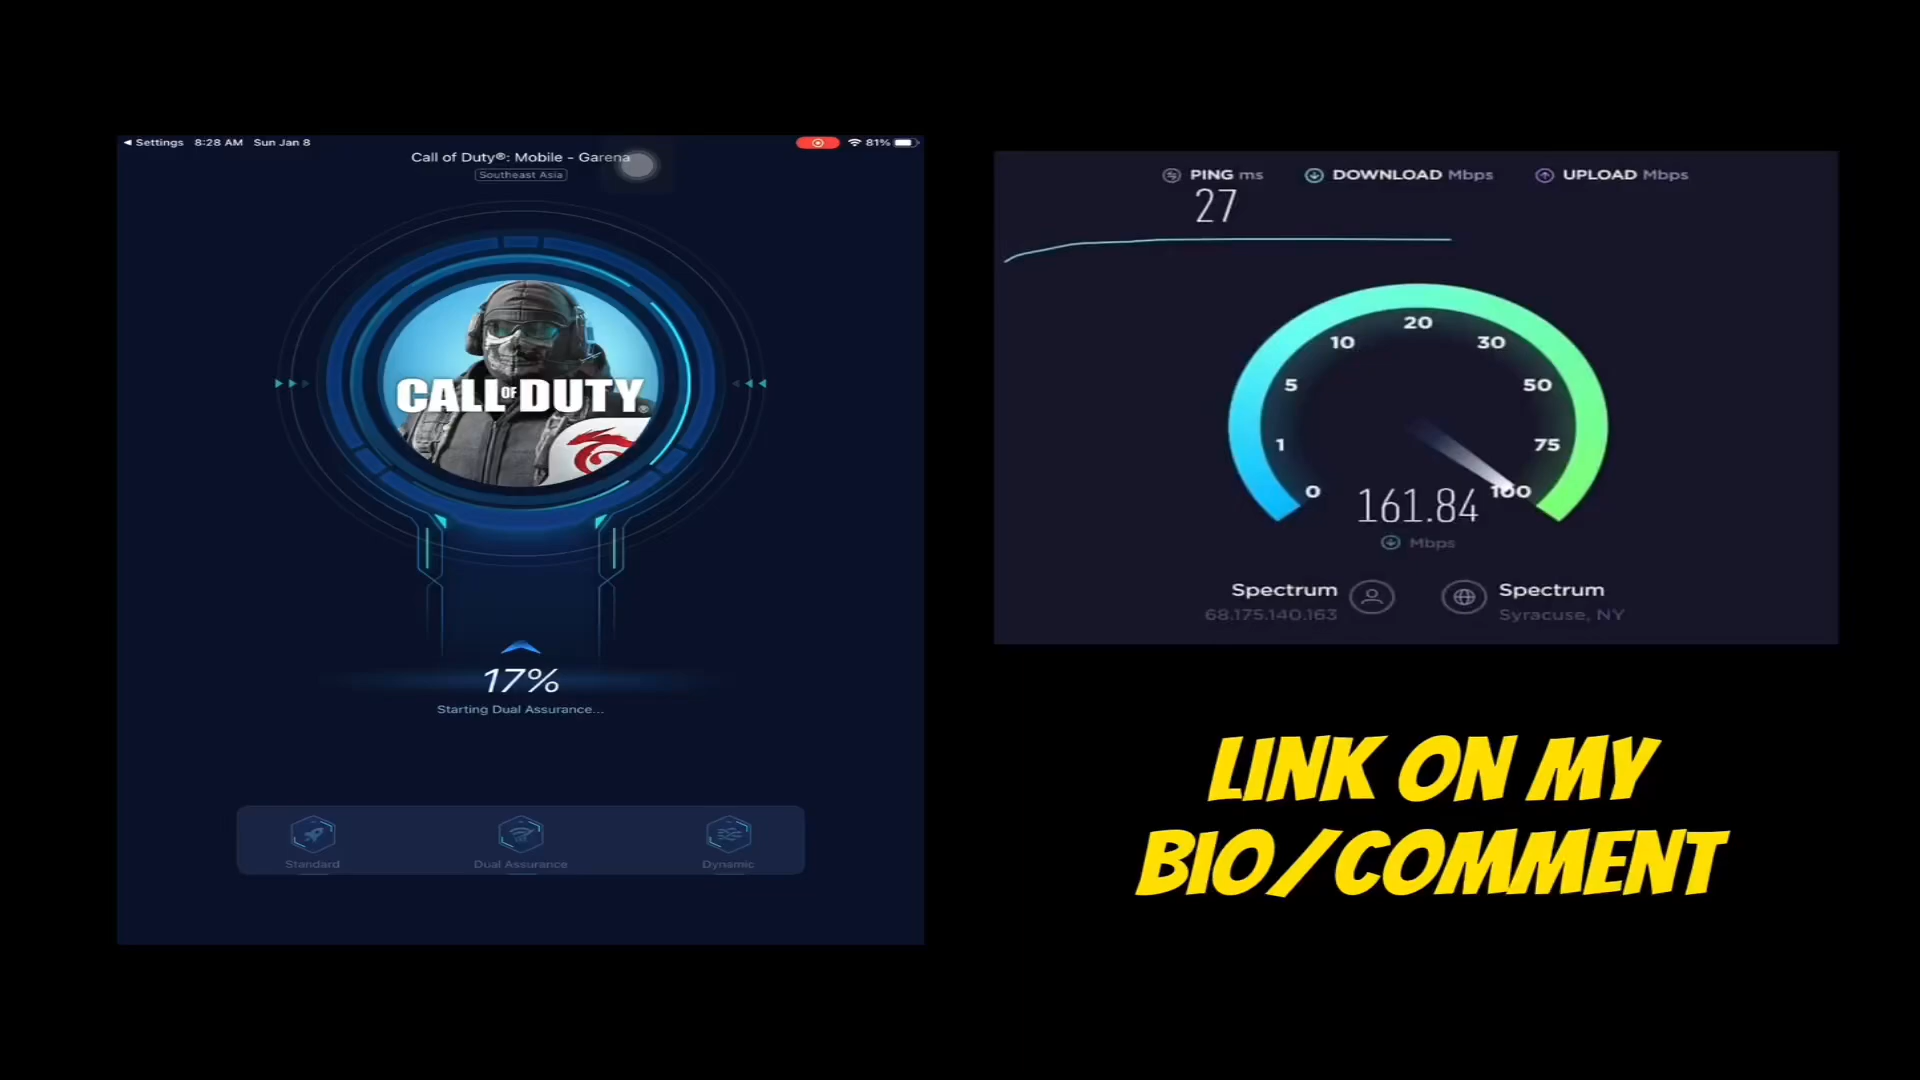 ◄ Settings 8:28 AM Sun Jan 8
81%
Call of Duty®: Mobile - Garena
Southeast Asia
CALL OF DUTY®
17%
Starting Dual Assurance...
Standard
Dual Assurance
Dynamic
PING ms DOWNLOAD Mbps UPLOAD Mbps
27
0
1
5
10
20
30
50
75
100
161.84
Mbps
Spectrum
68.175.140.163
Spectrum
Syracuse, NY
LINK ON MY
BIO/COMMENT